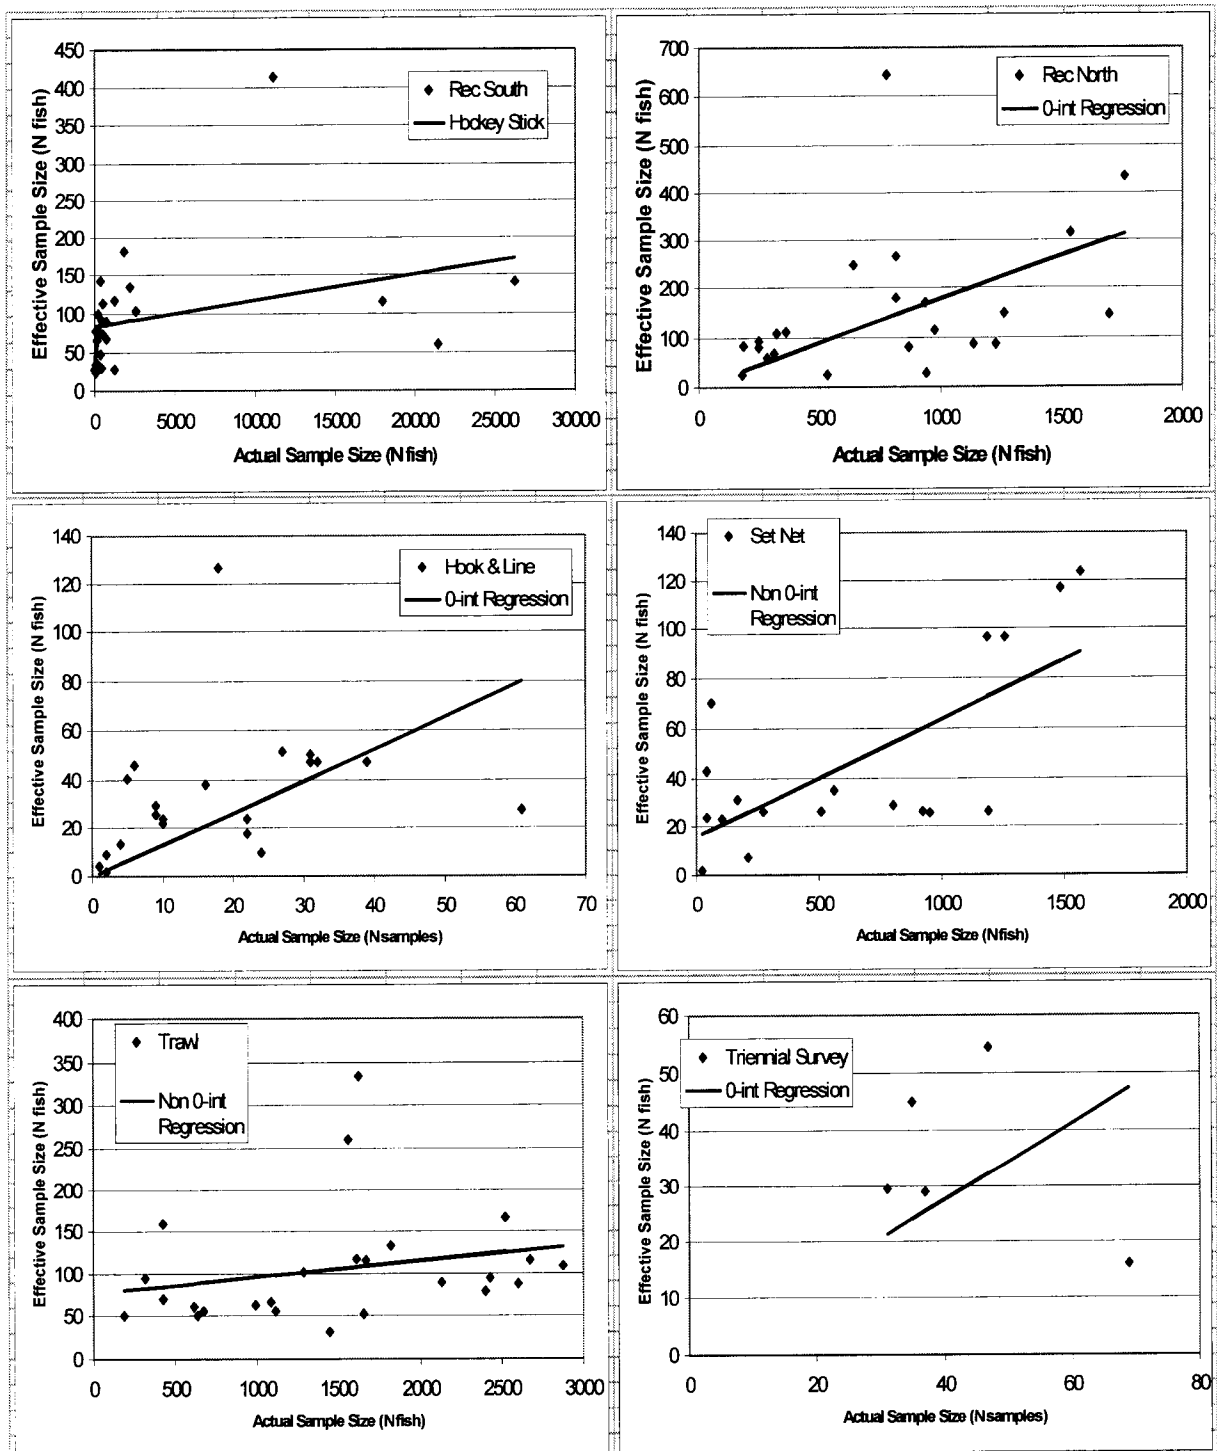 450
400
350
300
250
200
150
100
50
0
Effective Sample Size (N fish)
Rec South
Hockey Stick
0 5000 10000 15000 20000 25000 30000
Actual Sample Size (N fish)
700
600
500
400
300
200
100
0
Effective Sample Size (N fish)
Rec North
0-int Regression
0 500 1000 1500 2000
Actual Sample Size (N fish)
140
120
100
80
60
40
20
0
Effective Sample Size (N fish)
Hook & Line
0-int Regression
0 10 20 30 40 50 60 70
Actual Sample Size (N samples)
140
120
100
80
60
40
20
0
Effective Sample Size (N fish)
Set Net
Non 0-int
Regression
0 500 1000 1500 2000
Actual Sample Size (N fish)
400
350
300
250
200
150
100
50
0
Effective Sample Size (N fish)
Trawl
Non 0-int
Regression
0 500 1000 1500 2000 2500 3000
Actual Sample Size (N fish)
60
50
40
30
20
10
0
Effective Sample Size (N fish)
Triennial Survey
0-int Regression
0 20 40 60 80
Actual Sample Size (N samples)